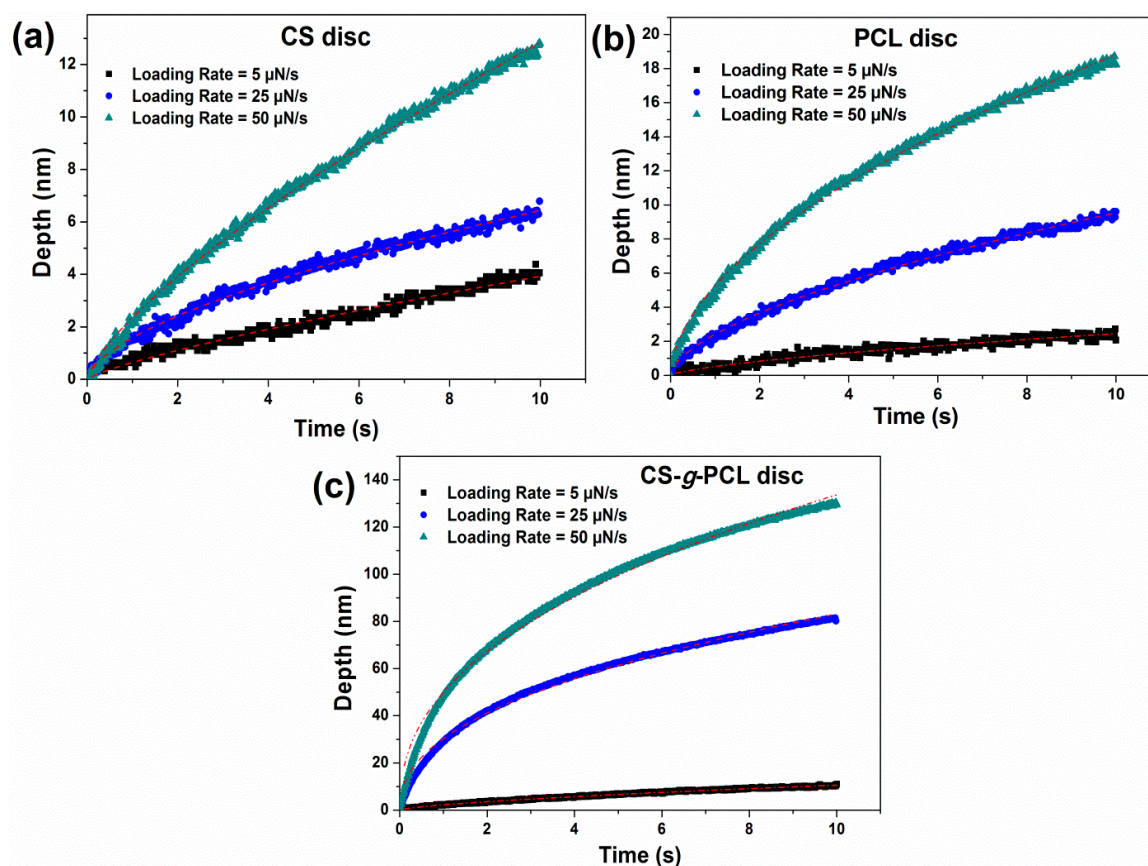 (a)
CS disc
Loading Rate = 5 µN/s
Loading Rate = 25 µN/s
Loading Rate = 50 µN/s
12
10
8
6
4
2
0
Depth (nm)
0 2 4 6 8 10
Time (s)
(b)
PCL disc
Loading Rate = 5 µN/s
Loading Rate = 25 µN/s
Loading Rate = 50 µN/s
20
18
16
14
12
10
8
6
4
2
0
Depth (nm)
0 2 4 6 8 10
Time (s)
(c)
CS-g-PCL disc
Loading Rate = 5 µN/s
Loading Rate = 25 µN/s
Loading Rate = 50 µN/s
140
120
100
80
60
40
20
0
Depth (nm)
0 2 4 6 8 10
Time (s)